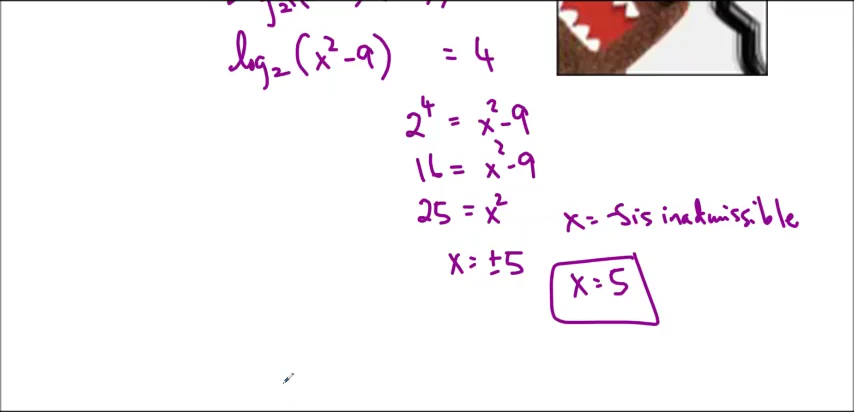 log₂(x²-9) = 4
2⁴ = x²-9
16 = x²-9
25 = x²
x = -5 is inadmissible
x = ±5
x = 5